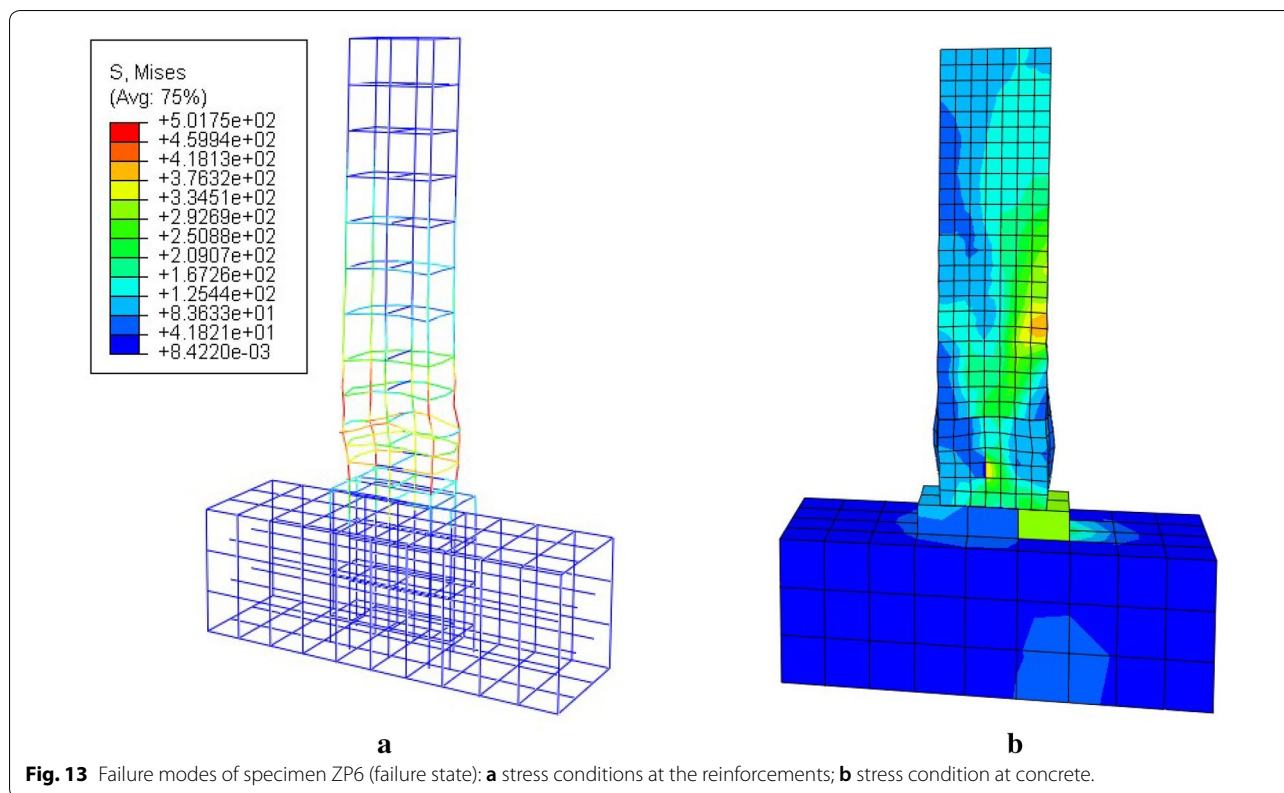 S, Mises
(Avg: 75%)
+5.0175e+02
+4.5994e+02
+4.1813e+02
+3.7632e+02
+3.3451e+02
+2.9269e+02
+2.5088e+02
+2.0907e+02
+1.6726e+02
+1.2544e+02
+8.3633e+01
+4.1821e+01
+8.4220e-03
a
b
Fig. 13 Failure modes of specimen ZP6 (failure state): a stress conditions at the reinforcements; b stress condition at concrete.